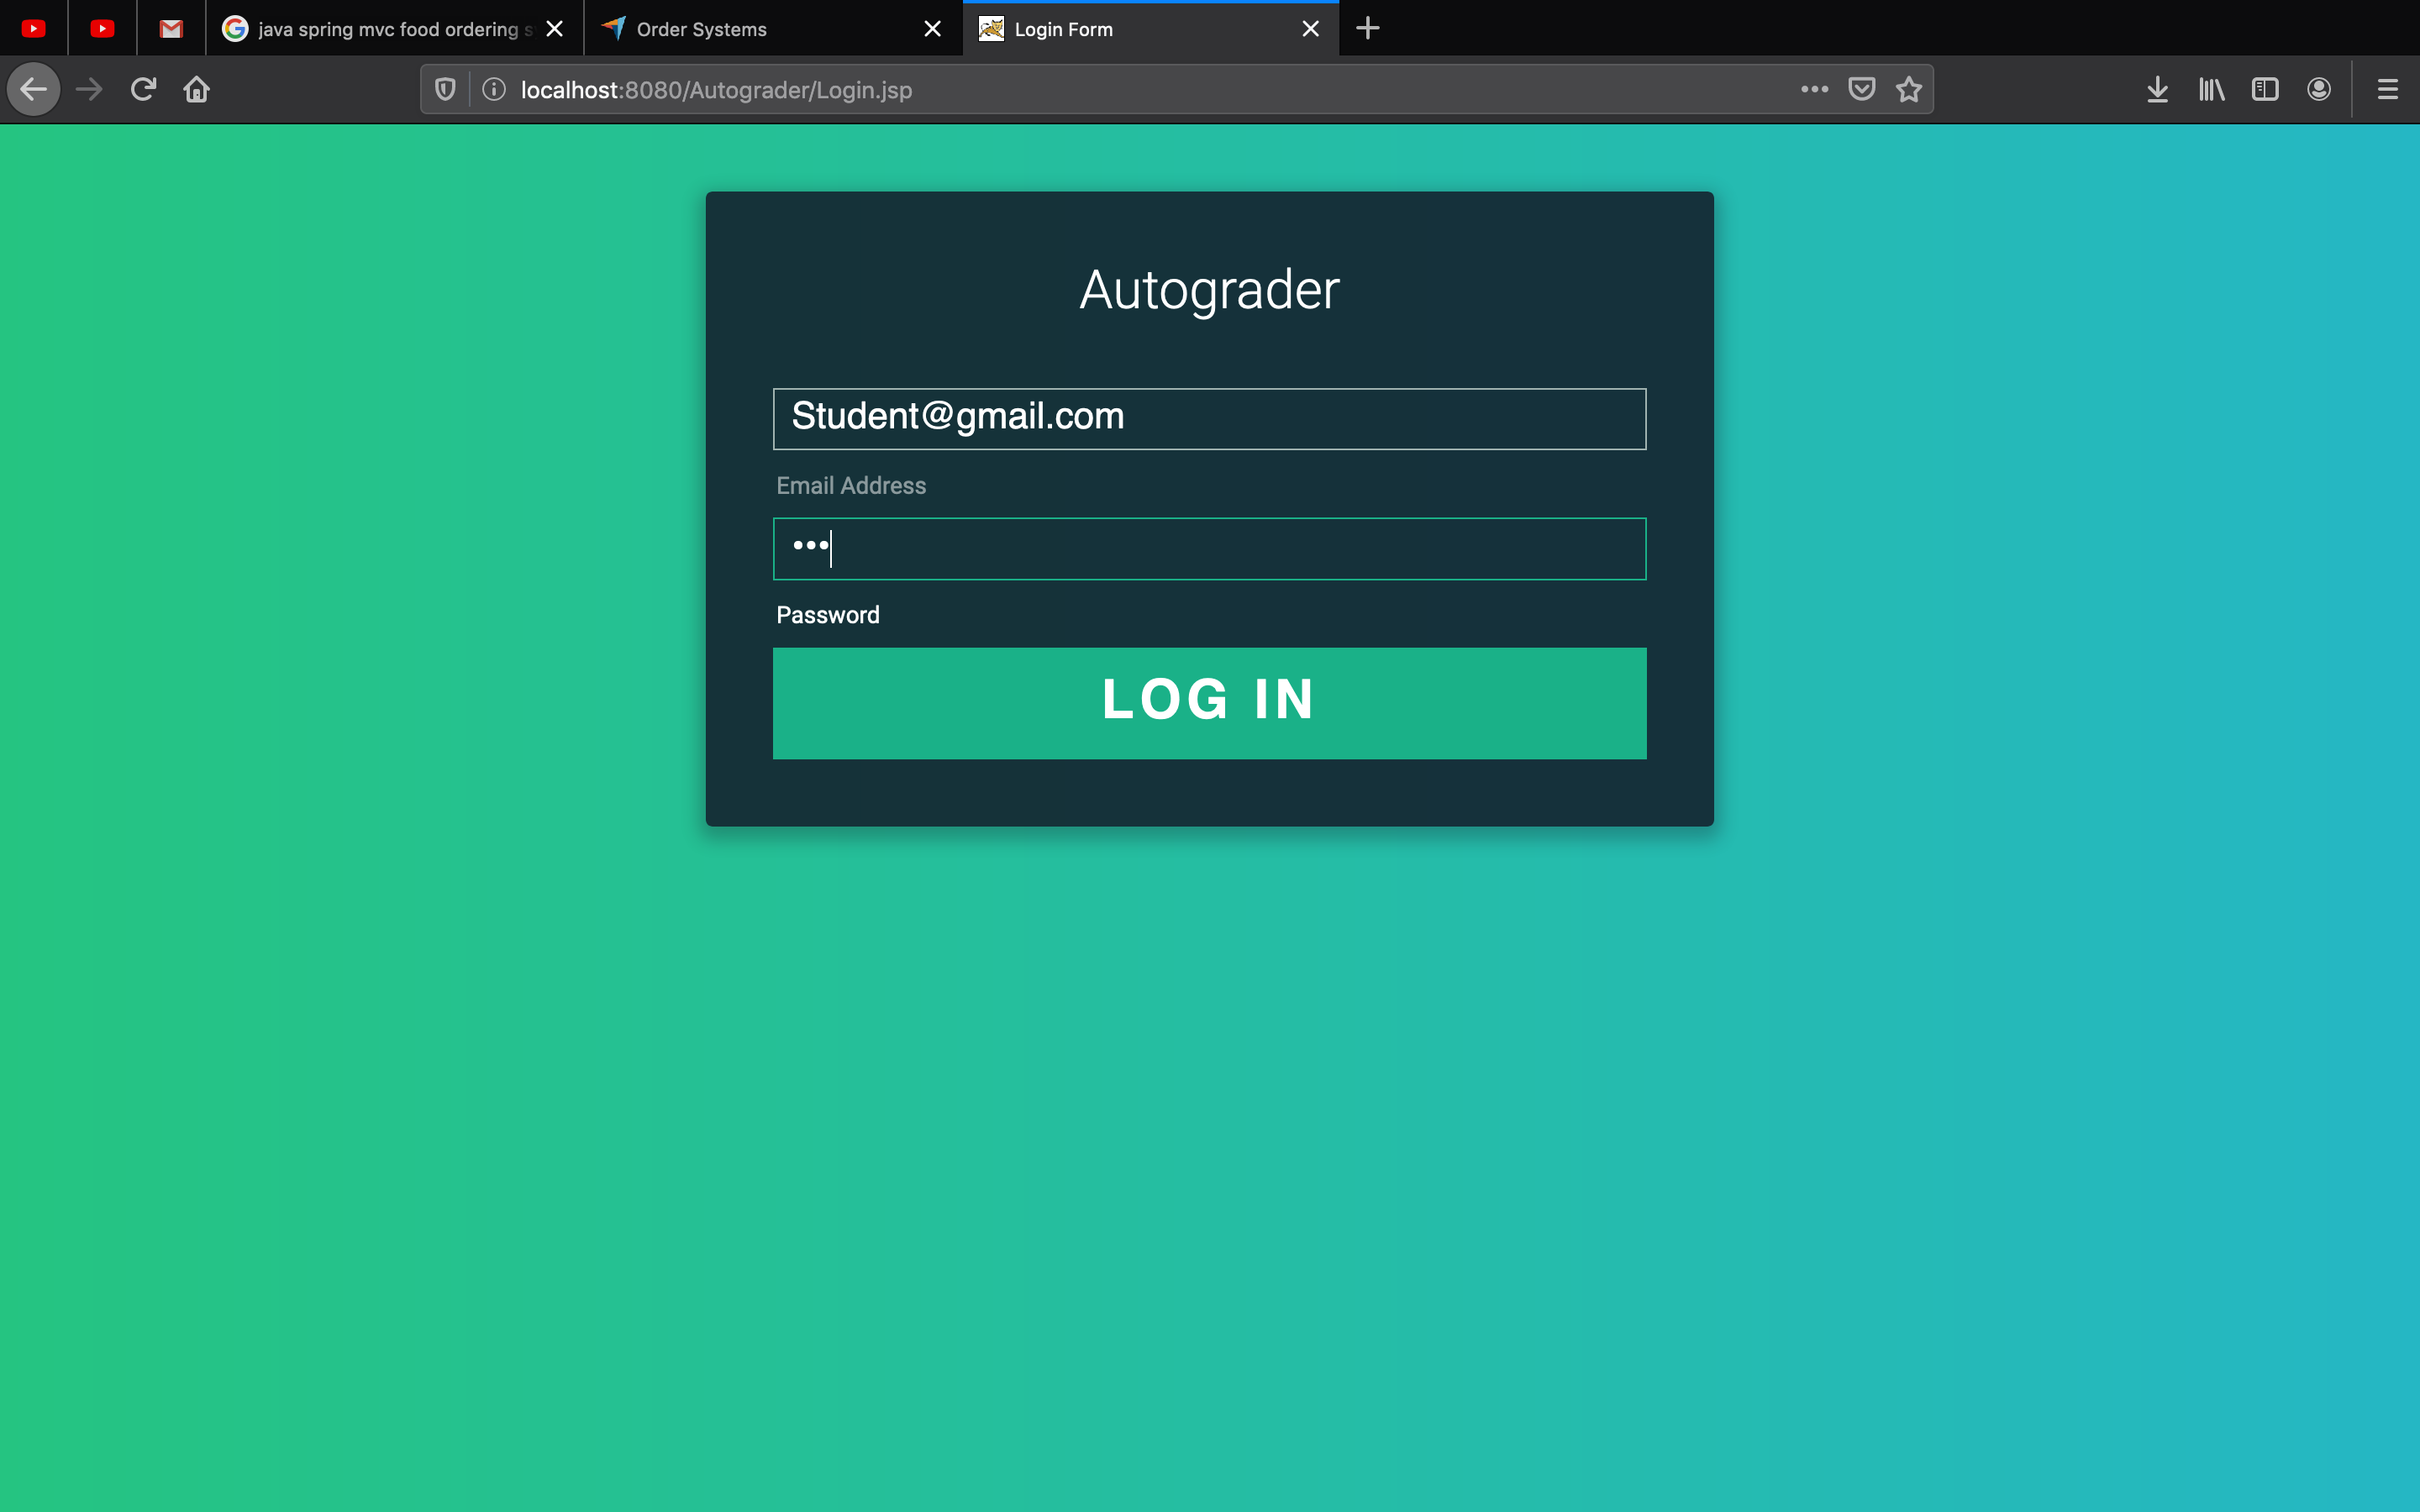 java spring mvc food ordering s
Order Systems
Login Form
localhost:8080/Autograder/Login.jsp
Autograder
Student@gmail.com
Email Address
•••
Password
LOG IN